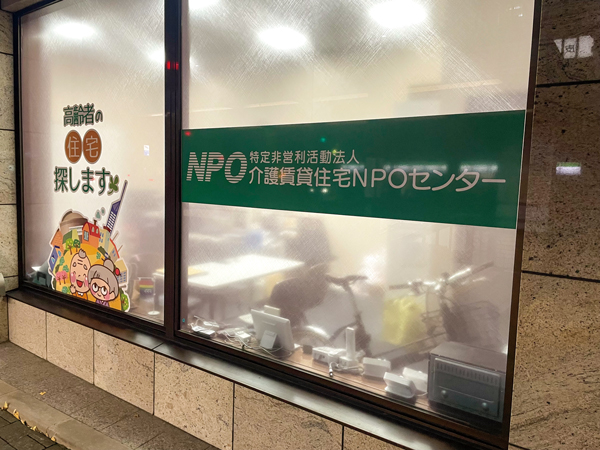 高齢者の
住宅
探します
NPO 特定非営利活動法人
介護賃貸住宅NPOセンター